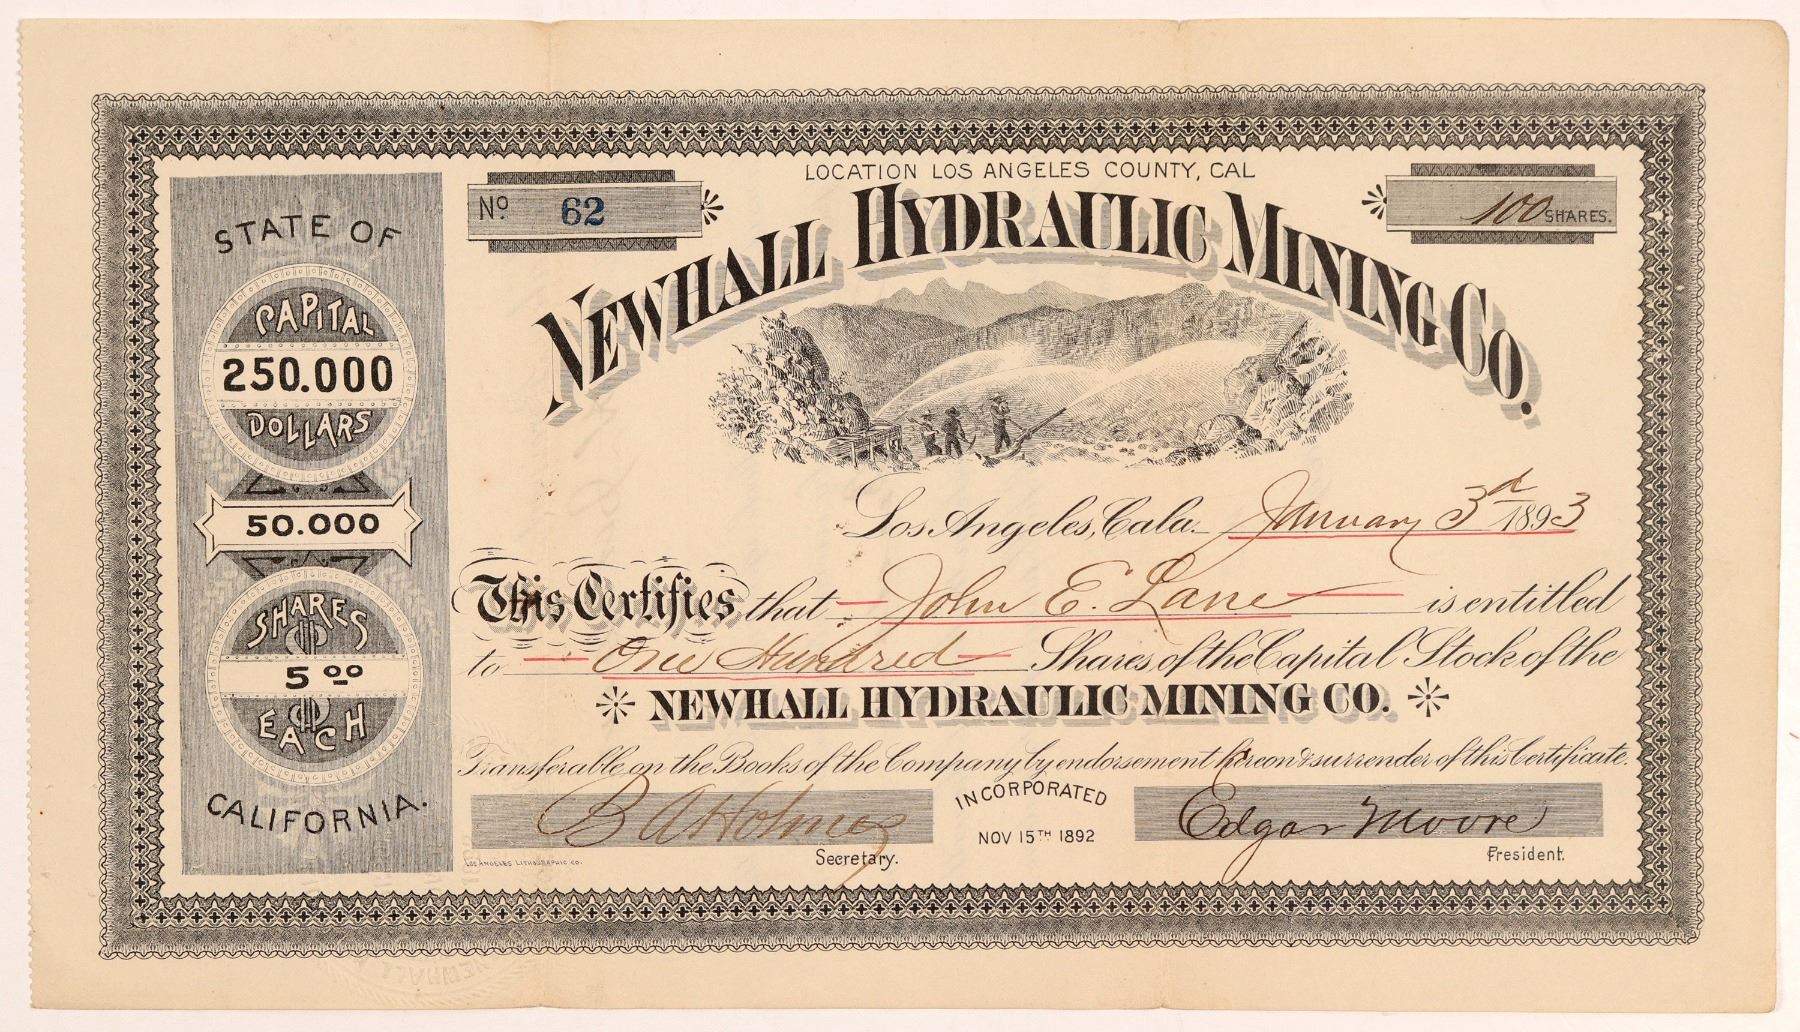 LOCATION LOS ANGELES COUNTY, CAL
No 62
100 SHARES.
NEWHALL HYDRAULIC MINING CO.
STATE OF
CAPITAL
250.000
DOLLARS
50.000
SHARES
5 00
EACH
CALIFORNIA.
Los Angeles, Cala. January 3d 1893
This Certifies that John E. Lane is entitled
to One Hundred Shares of the Capital Stock of the
NEWHALL HYDRAULIC MINING CO.
Transferable on the Books of the Company by endorsement hereon & surrender of this Certificate.
B A Holmes
Secretary.
INCORPORATED
NOV 15TH 1892
Edgar Moore
President.
LOS ANGELES LITHOGRAPHIC CO.